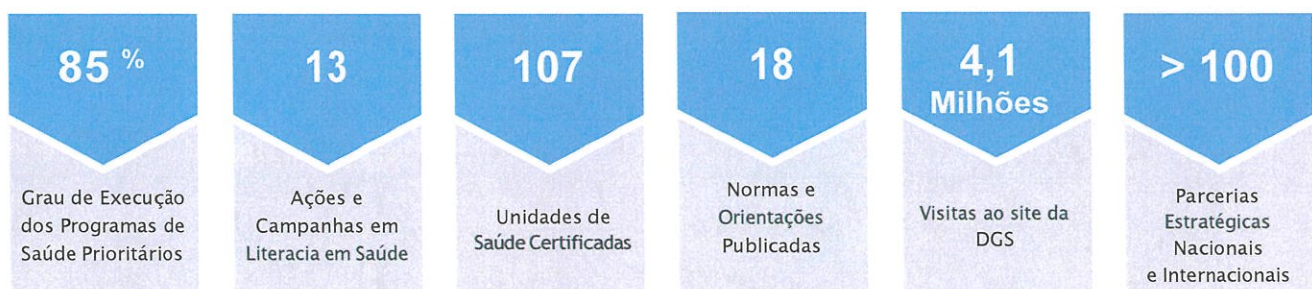 85 %
Grau de Execução
dos Programas de
Saúde Prioritários
13
Ações e
Campanhas em
Literacia em Saúde
107
Unidades de
Saúde Certificadas
18
Normas e
Orientações
Publicadas
4,1
Milhões
Visitas ao site da
DGS
> 100
Parcerias
Estratégicas
Nacionais
e Internacionais